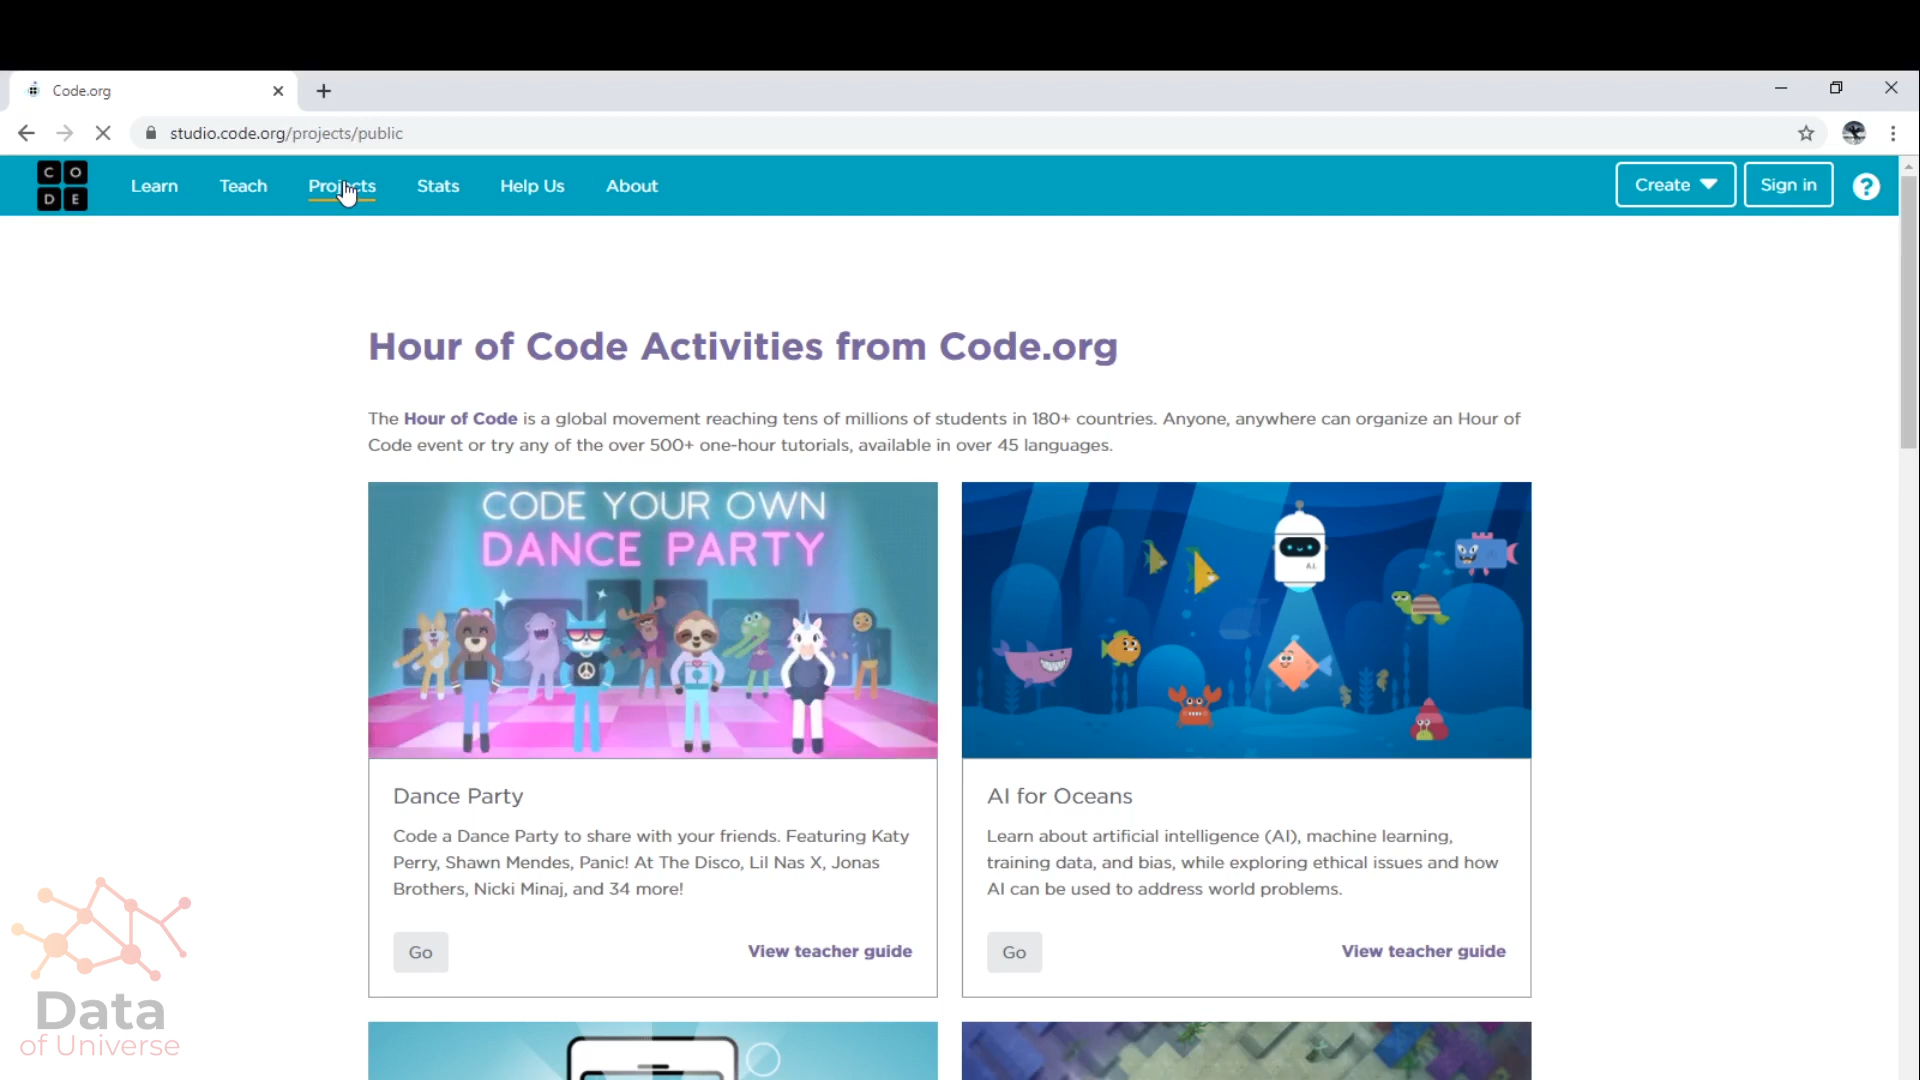 Code.org
studio.code.org/projects/public
C O
D E
Learn
Teach
Projects
Stats
Help Us
About
Create
Sign in
?
Hour of Code Activities from Code.org
The Hour of Code is a global movement reaching tens of millions of students in 180+ countries. Anyone, anywhere can organize an Hour of
Code event or try any of the over 500+ one-hour tutorials, available in over 45 languages.
CODE YOUR OWN
DANCE PARTY
A.I.
Dance Party
Code a Dance Party to share with your friends. Featuring Katy
Perry, Shawn Mendes, Panic! At The Disco, Lil Nas X, Jonas
Brothers, Nicki Minaj, and 34 more!
Go
View teacher guide
AI for Oceans
Learn about artificial intelligence (AI), machine learning,
training data, and bias, while exploring ethical issues and how
AI can be used to address world problems.
Go
View teacher guide
Data
of Universe